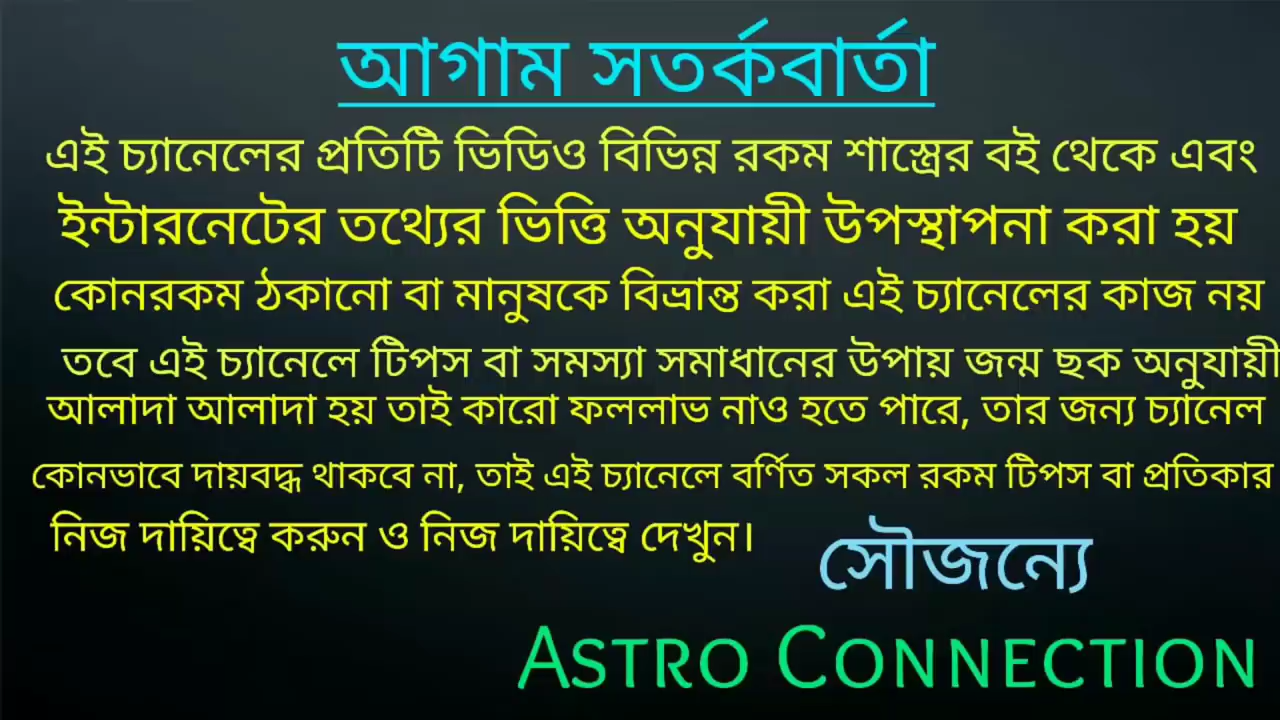 আগাম সতর্কবার্তা
এই চ্যানেলের প্রতিটি ভিডিও বিভিন্ন রকম শাস্ত্রের বই থেকে এবং
ইন্টারনেটের তথ্যের ভিত্তি অনুযায়ী উপস্থাপনা করা হয়
কোনরকম ঠকানো বা মানুষকে বিভ্রান্ত করা এই চ্যানেলের কাজ নয়
তবে এই চ্যানেলে টিপস বা সমস্যা সমাধানের উপায় জন্ম ছক অনুযায়ী
আলাদা আলাদা হয় তাই কারো ফললাভ নাও হতে পারে, তার জন্য চ্যানেল
কোনভাবে দায়বদ্ধ থাকবে না, তাই এই চ্যানেলে বর্ণিত সকল রকম টিপস বা প্রতিকার
নিজ দায়িত্বে করুন ও নিজ দায়িত্বে দেখুন।
সৌজন্যে
ASTRO CONNECTION